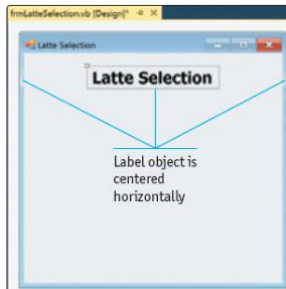 frmLatteSelection.vb [Design]*
Latte Selection
Latte Selection
Label object is
centered
horizontally